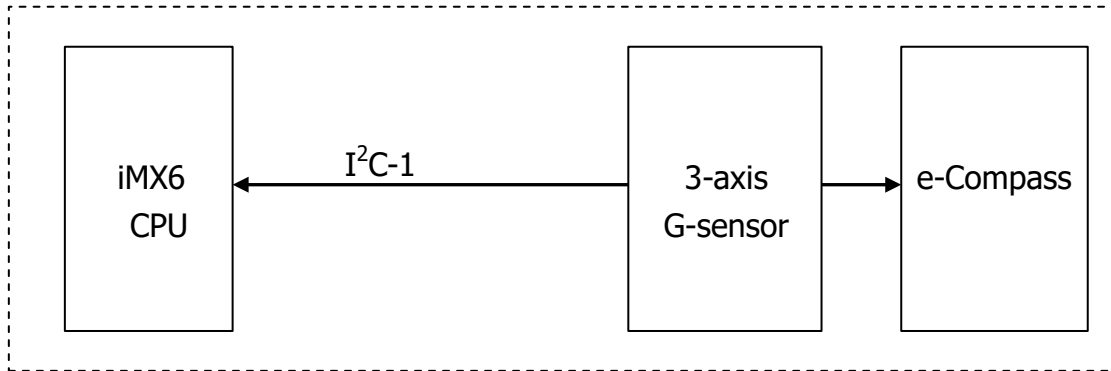 I²C-1
iMX6
CPU
3-axis
G-sensor
e-Compass